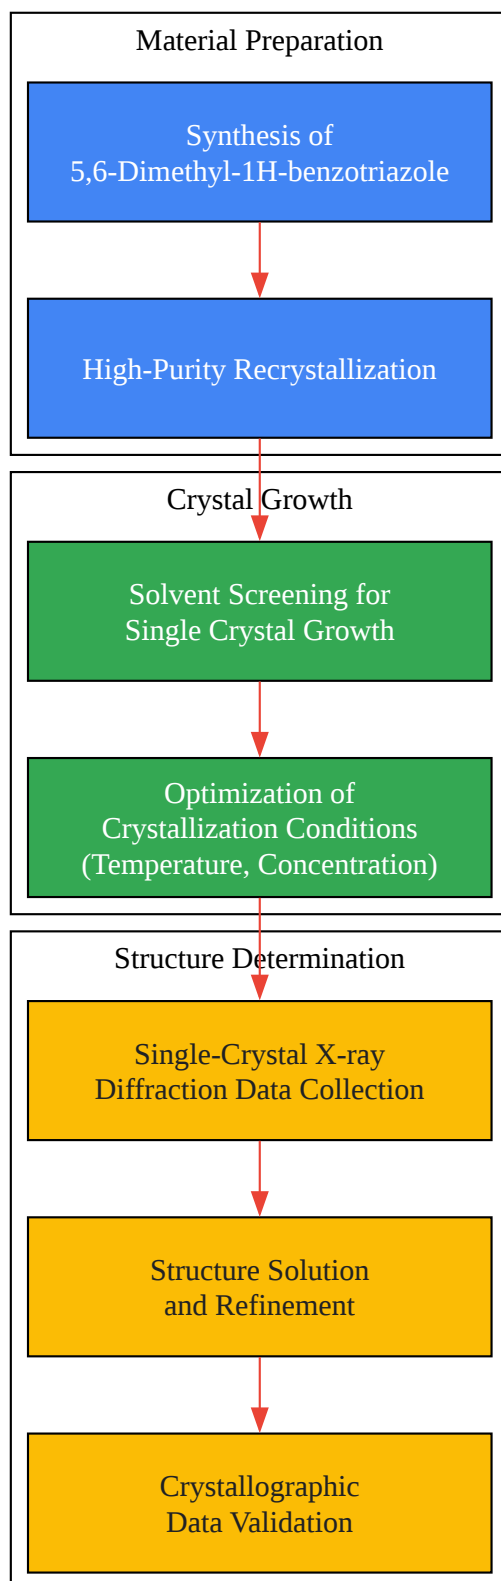 Material Preparation
Synthesis of
5,6-Dimethyl-1H-benzotriazole
High-Purity Recrystallization
Crystal Growth
Solvent Screening for
Single Crystal Growth
Optimization of
Crystallization Conditions
(Temperature, Concentration)
Structure Determination
Single-Crystal X-ray
Diffraction Data Collection
Structure Solution
and Refinement
Crystallographic
Data Validation